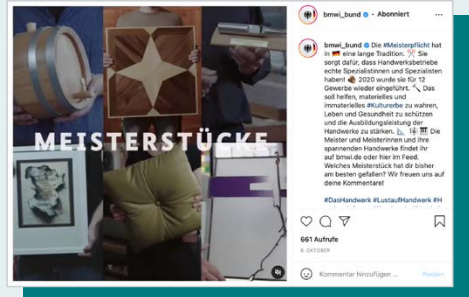 MEISTERSTÜCKE
bmwi_bund • Abonniert
bmwi_bund Die #Meisterpflicht hat
in eine lange Tradition. Sie
sorgt dafür, dass Handwerksbetriebe
echte Spezialistinnen und Spezialisten
haben! 2020 wurde sie für 12
Gewerbe wieder eingeführt. Das
soll helfen, materielles und
immaterielles #Kulturerbe zu wahren,
Leben und Gesundheit zu schützen
und die Ausbildungsleistung der
Handwerke zu stärken. Die
Meister und Meisterinnen und ihre
spannenden Handwerke findet ihr
auf bmwi.de oder hier im Feed.
Welches Meisterstück hat dir bisher
am besten gefallen? Wir freuen uns auf
deine Kommentare!
#DasHandwerk #LustaufHandwerk #H
661 Aufrufe
6. OKTOBER
Kommentar hinzufügen ...
Posten